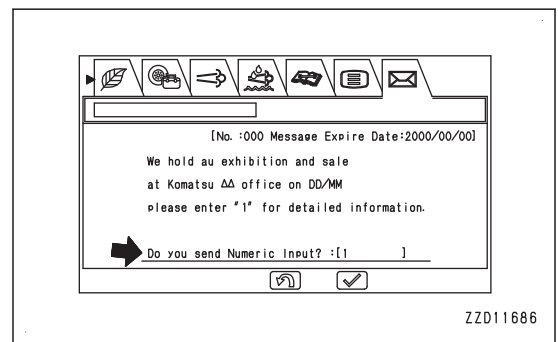 [No. :000 Message Expire Date:2000/00/00]
We hold au exhibition and sale
at Komatsu ΔΔ office on DD/MM
please enter "1" for detailed information.
Do you send Numeric Input? :[1 ]
ZZD11686